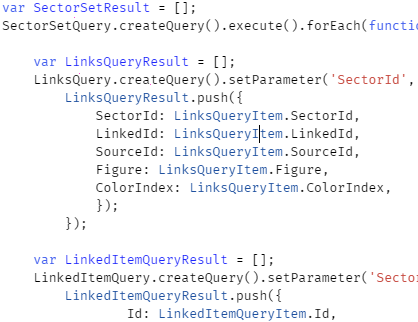 var SectorSetResult = [];
SectorSetQuery.createQuery().execute().forEach(functi
var LinksQueryResult = [];
LinksQuery.createQuery().setParameter('SectorId',
LinksQueryResult.push({
SectorId: LinksQueryItem.SectorId,
LinkedId: LinksQueryItem.LinkedId,
SourceId: LinksQueryItem.SourceId,
Figure: LinksQueryItem.Figure,
ColorIndex: LinksQueryItem.ColorIndex,
});
});
var LinkedItemQueryResult = [];
LinkedItemQuery.createQuery().setParameter('Secto
LinkedItemQueryResult.push({
Id: LinkedItemQueryItem.Id,